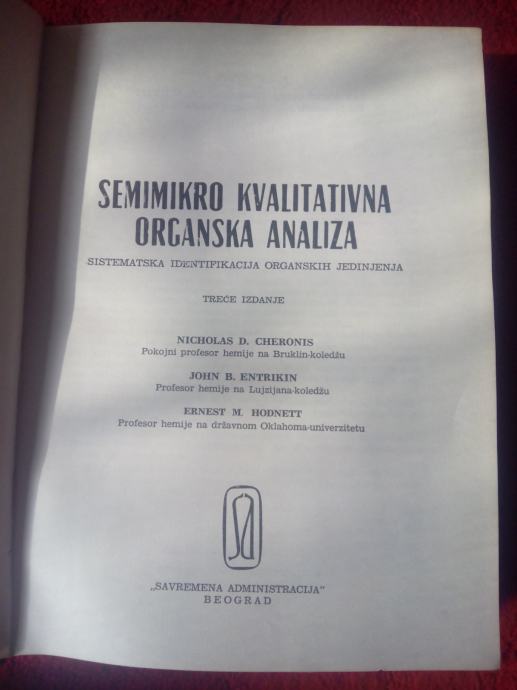 SEMIMIKRO KVALITATIVNA
ORGANSKA ANALIZA
SISTEMATSKA IDENTIFIKACIJA ORGANSKIH JEDINJENJA
TREĆE IZDANJE
NICHOLAS D. CHERONIS
Pokojni profesor hemije na Bruklin-koledžu
JOHN B. ENTRIKIN
Profesor hemije na Lujzijana-koledžu
ERNEST M. HODNETT
Profesor hemije na državnom Oklahoma-univerzitetu
SA
„SAVREMENA ADMINISTRACIJA"
BEOGRAD